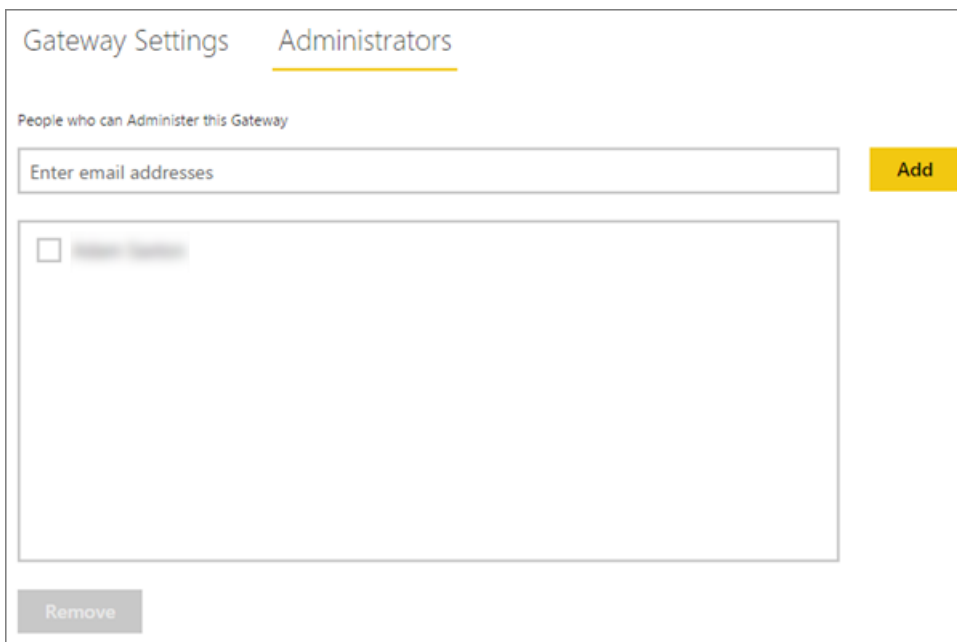 Gateway Settings Administrators
People who can Administer this Gateway
Enter email addresses
Add
Remove